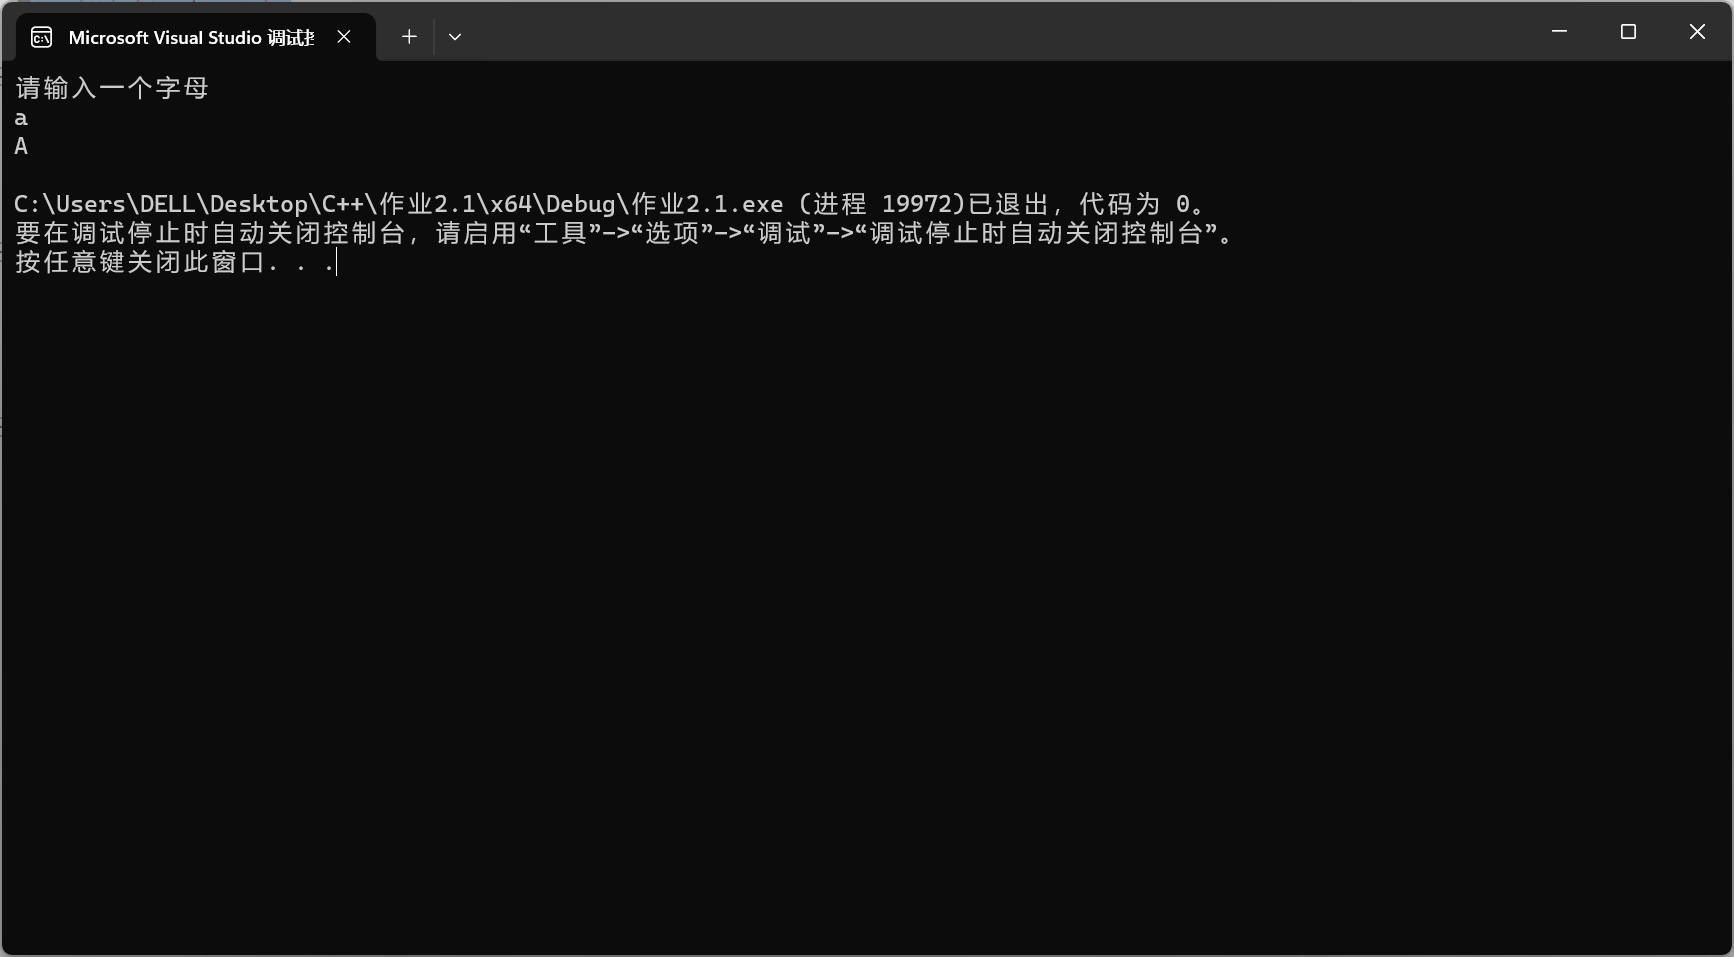 Microsoft Visual Studio 调试
请输入一个字母
a
A
C:\Users\DELL\Desktop\C++\作业2.1\x64\Debug\作业2.1.exe (进程 19972)已退出，代码为 0。
要在调试停止时自动关闭控制台，请启用“工具”->“选项”->“调试”->“调试停止时自动关闭控制台”。
按任意键关闭此窗口. . .